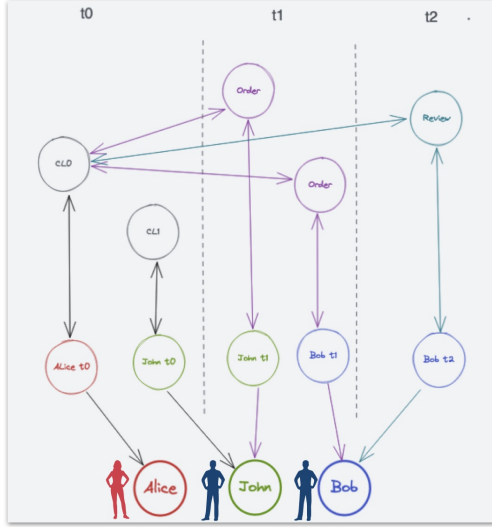 t0
t1
t2
Order
Review
CL0
Order
CL1
Alice t0
John t0
John t1
Bob t1
Bob t2
Alice
John
Bob